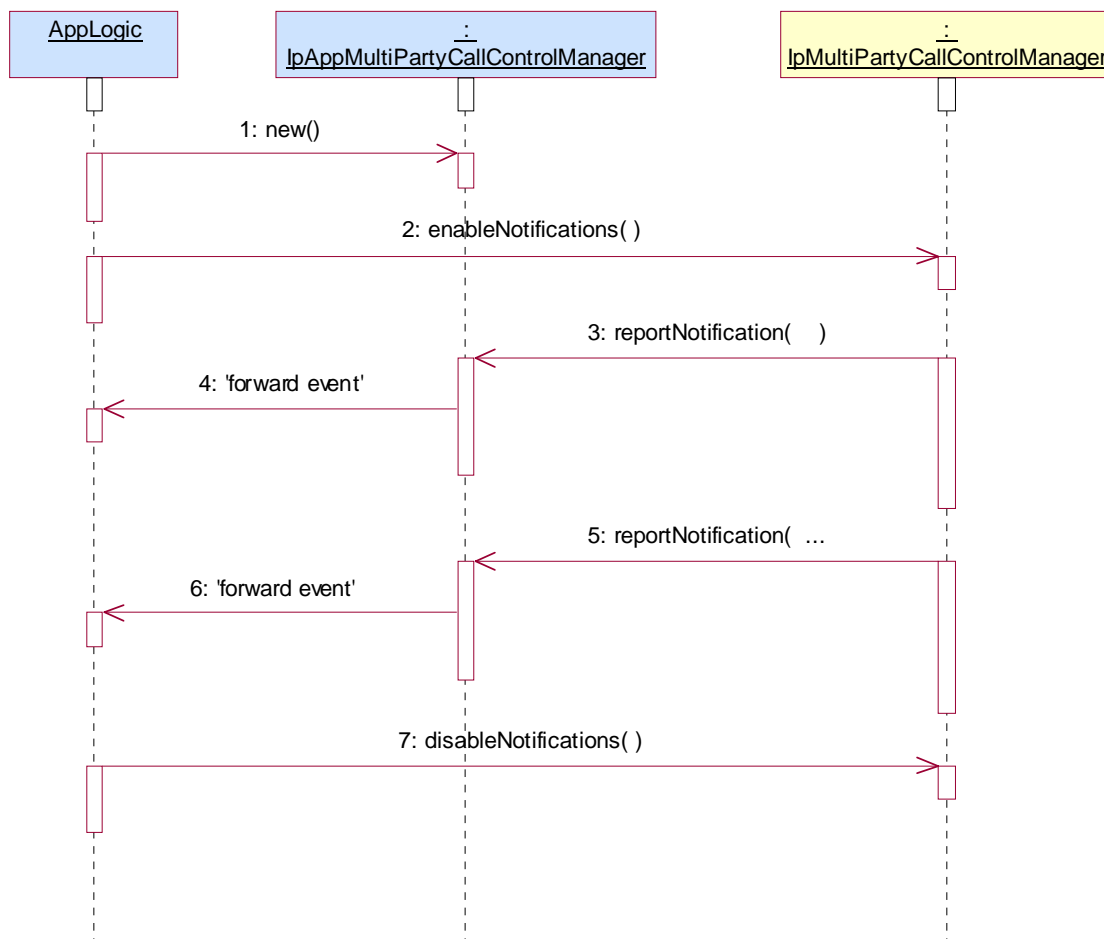 AppLogic
:
IpAppMultiPartyCallControlManager
:
IpMultiPartyCallControlManager
1: new()
2: enableNotifications( )
3: reportNotification(    )
4: 'forward event'
5: reportNotification(  ...
6: 'forward event'
7: disableNotifications( )